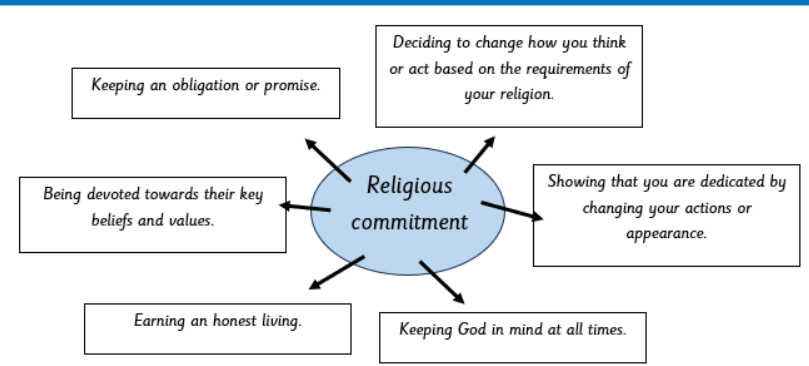 Deciding to change how you think
or act based on the requirements of
your religion.
Keeping an obligation or promise.
Religious
commitment
Being devoted towards their key
beliefs and values.
Showing that you are dedicated by
changing your actions or
appearance.
Earning an honest living.
Keeping God in mind at all times.